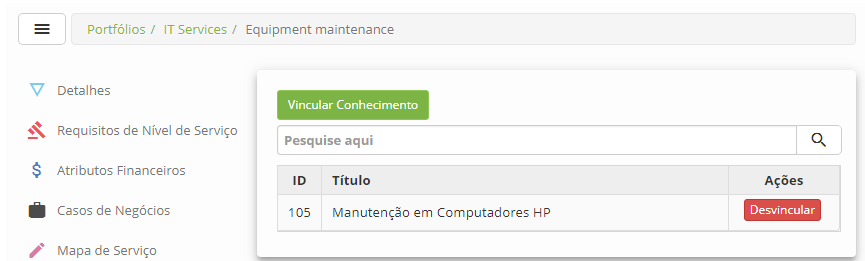 Portfólios / IT Services / Equipment maintenance
Detalhes
Requisitos de Nível de Serviço
Atributos Financeiros
Casos de Negócios
Mapa de Serviço
Vincular Conhecimento
Pesquise aqui
ID Título Ações
105 Manutenção em Computadores HP Desvincular